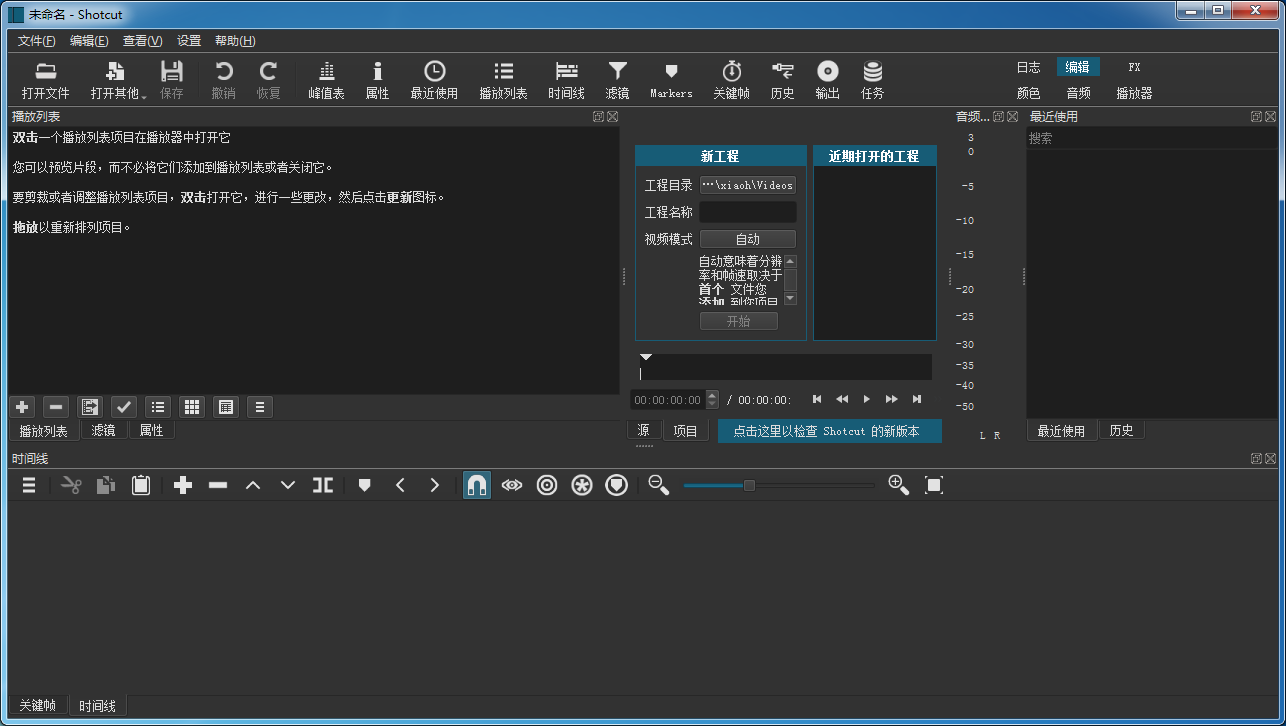 未命名 - Shotcut
文件(F) 编辑(E) 查看(V) 设置 帮助(H)
打开文件 打开其他 保存 撤销 恢复 峰值表 属性 最近使用 播放列表 时间线 滤镜 Markers 关键帧 历史 输出 任务
日志 编辑 FX
颜色 音频 播放器
播放列表
双击一个播放列表项目在播放器中打开它
您可以预览片段，而不必将它们添加到播放列表或者关闭它。
要剪裁或者调整播放列表项目，双击打开它，进行一些更改，然后点击更新图标。
拖放以重新排列项目。
播放列表 滤镜 属性
新工程
工程目录 …\xiaoh\Videos
工程名称
视频模式 自动
自动意味着分辨
率和帧速取决于
首个 文件您
添加 到你项目
开始
近期打开的工程
00:00:00:00 / 00:00:00:
源 项目 点击这里以检查 Shotcut 的新版本
音频...
3
0
-5
-10
-15
-20
-25
-30
-35
-40
-50
L R
最近使用
搜索
最近使用 历史
时间线
关键帧 时间线